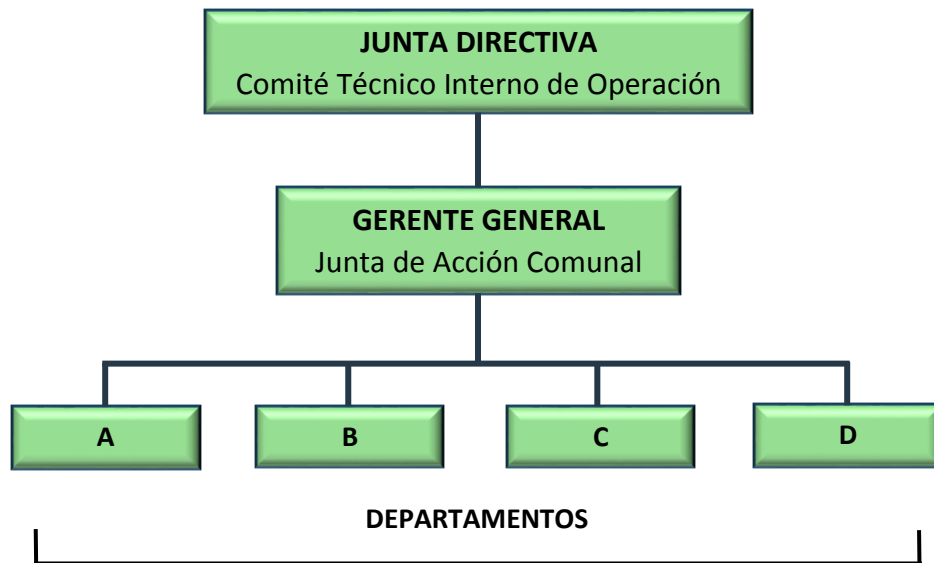 JUNTA DIRECTIVA
Comité Técnico Interno de Operación
GERENTE GENERAL
Junta de Acción Comunal
A
B
C
D
DEPARTAMENTOS